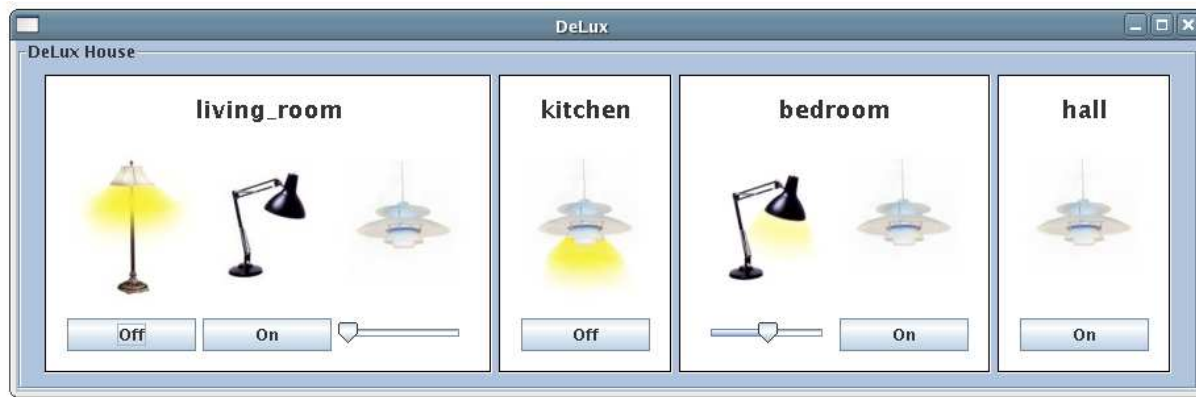 DeLux
DeLux House
living_room
kitchen
bedroom
hall
Off
On
Off
On
On